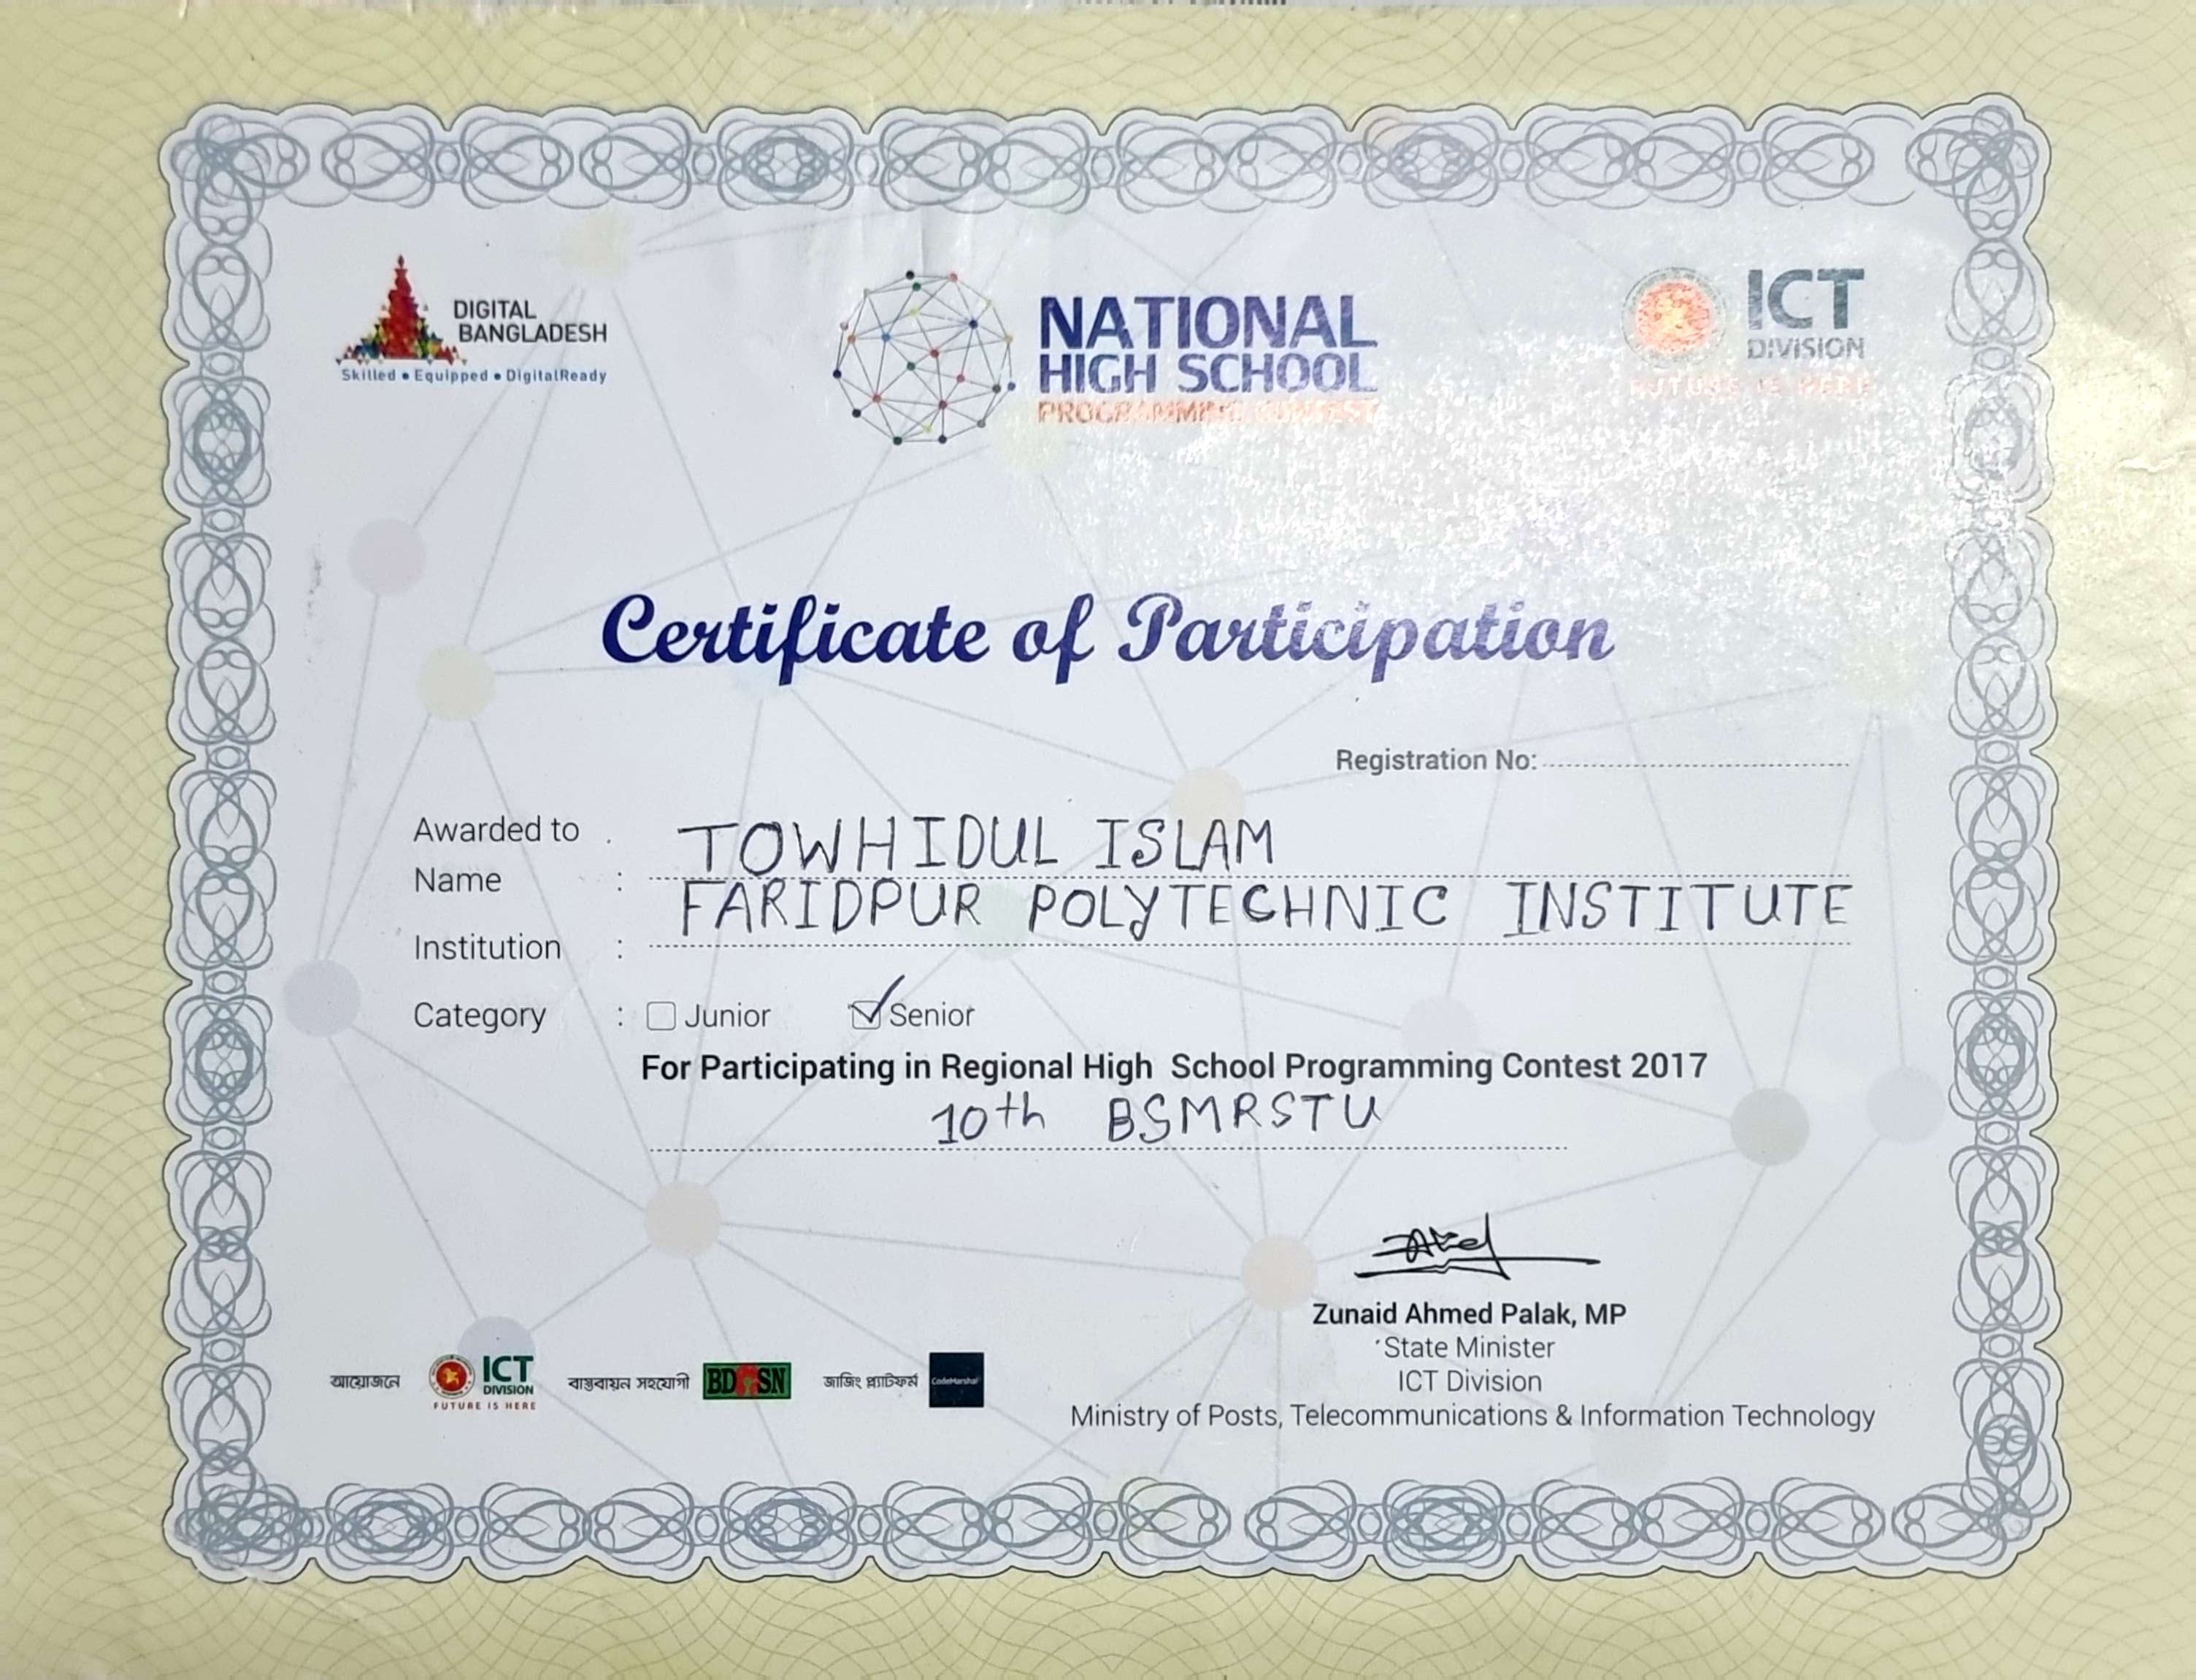 DIGITAL
BANGLADESH
Skilled • Equipped • DigitalReady
NATIONAL
HIGH SCHOOL
PROGRAMMING CONTEST
ICT
DIVISION
FUTURE IS HERE
Certificate of Participation
Registration No:
Awarded to
Name : TOWHIDUL ISLAM
Institution : FARIDPUR POLYTECHNIC INSTITUTE
Category : Junior Senior
For Participating in Regional High School Programming Contest 2017
10th BSMRSTU
Zunaid Ahmed Palak, MP
State Minister
ICT Division
Ministry of Posts, Telecommunications & Information Technology
আয়োজনে ICT DIVISION FUTURE IS HERE বাস্তবায়ন সহযোগী BDOSN জাজিং প্ল্যাটফর্ম CodeMarshal